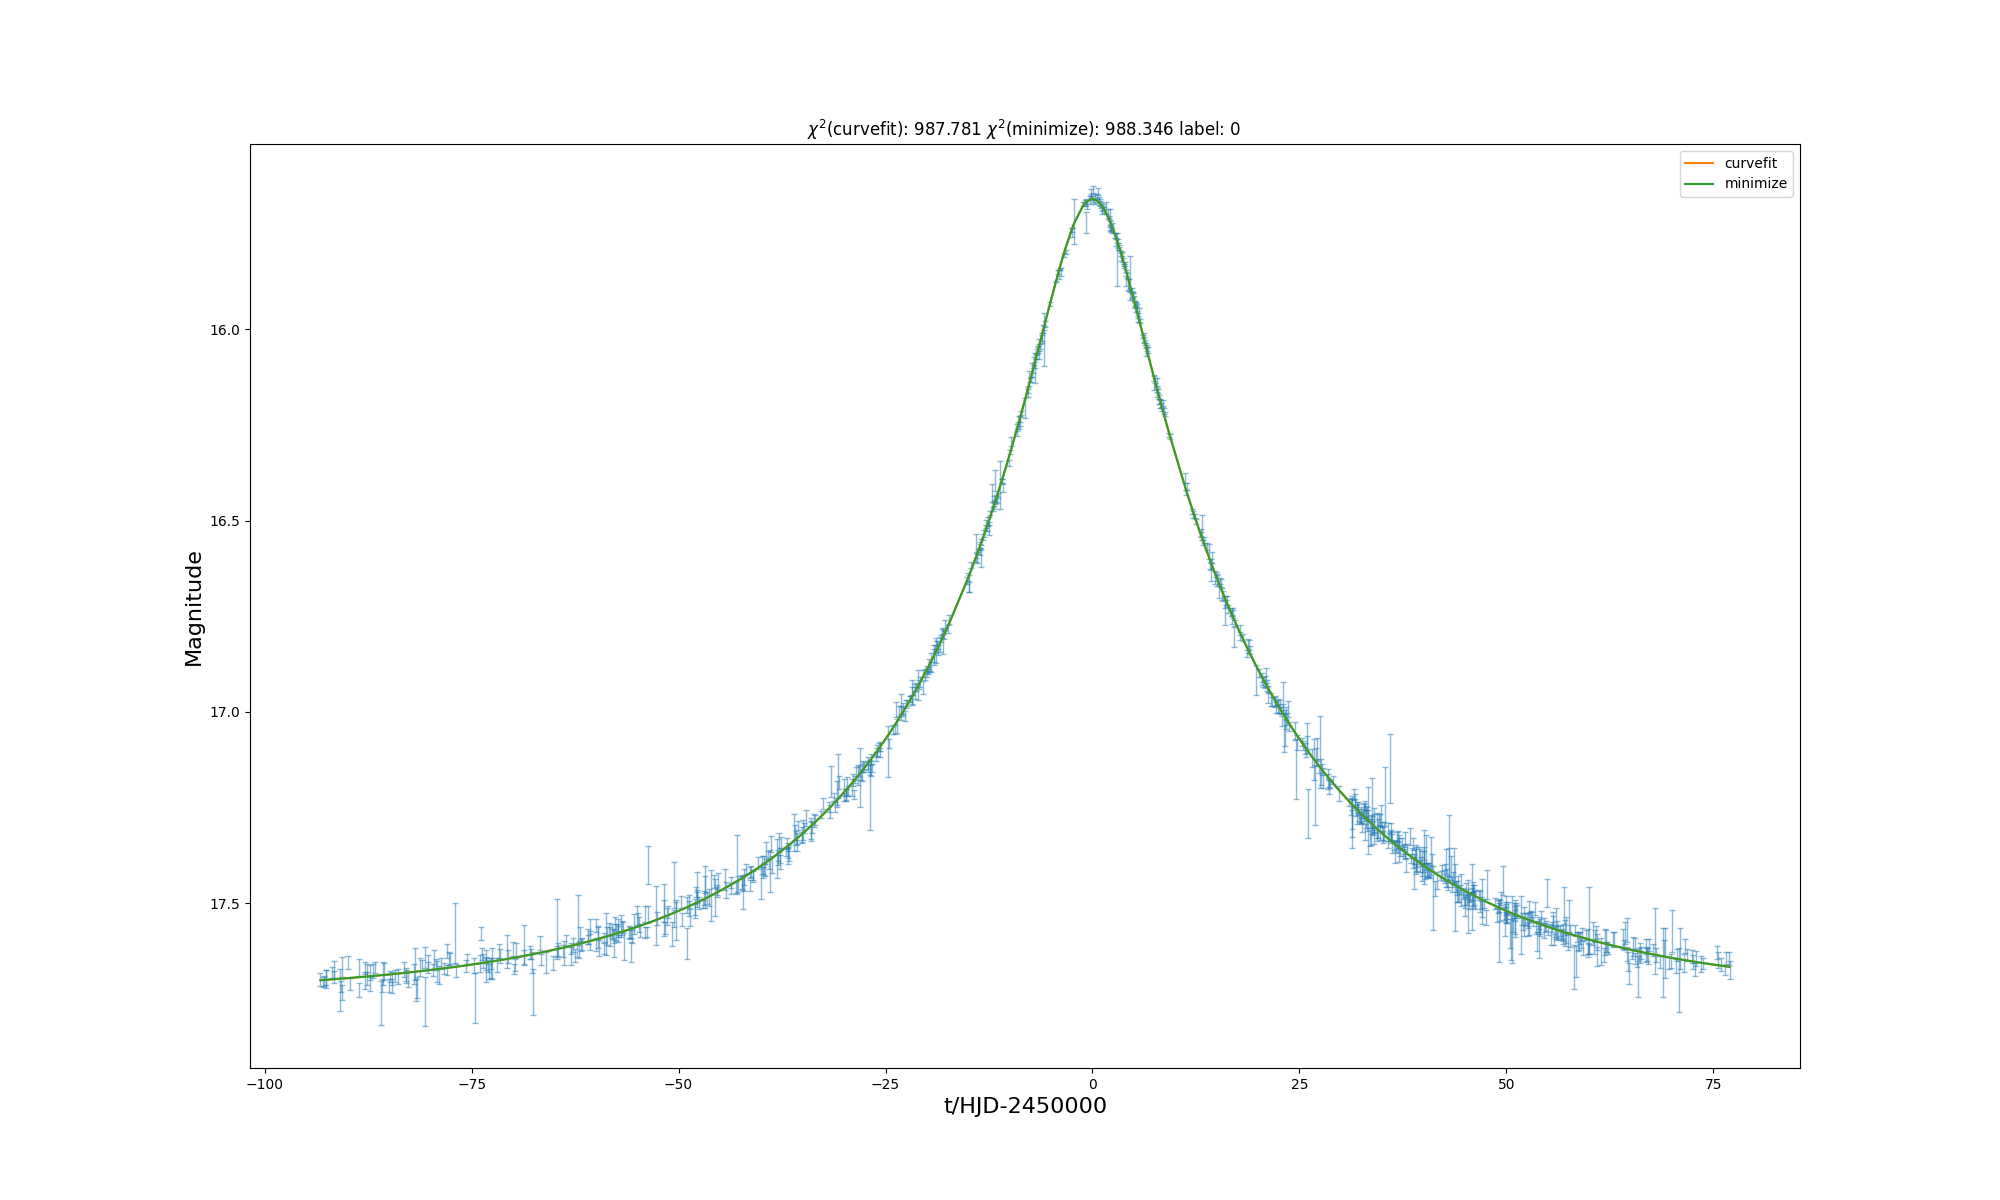 χ²(curvefit): 987.781 χ²(minimize): 988.346 label: 0
curvefit
minimize
16.0
16.5
17.0
17.5
Magnitude
−100 −75 −50 −25 0 25 50 75
t/HJD-2450000